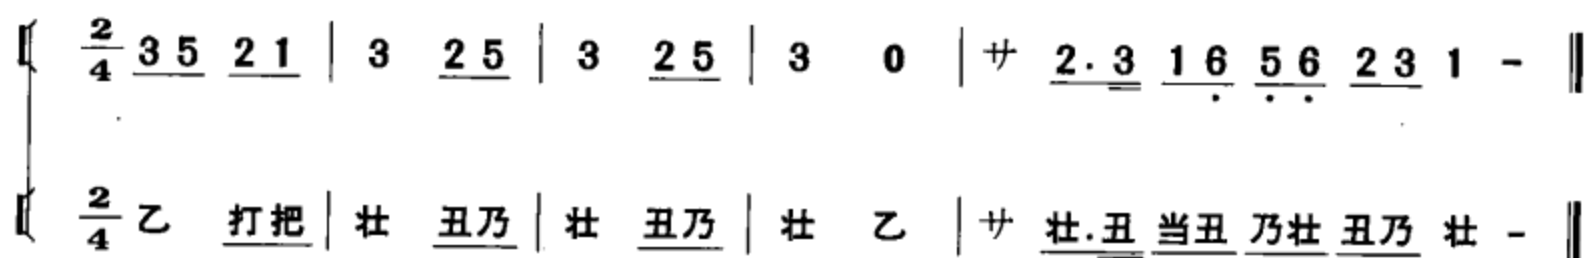 2/4 3 5 2 1 | 3 2 5 | 3 2 5 | 3 0 | サ 2 . 3 1 6 5 6 2 3 1 - ‖
2/4 乙 打把 | 壮 丑乃 | 壮 丑乃 | 壮 乙 | サ 壮 . 丑 当丑 乃壮 丑乃 壮 - ‖